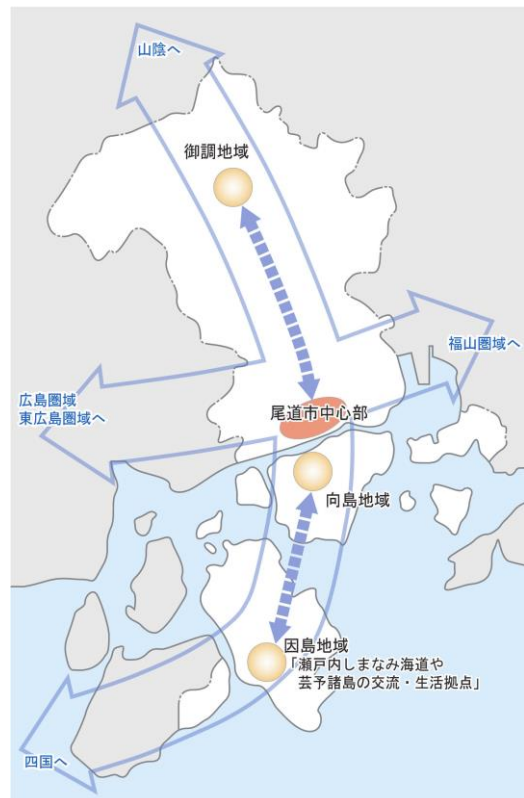 山陰へ
御調地域
福山圏域へ
広島圏域
東広島圏域へ
尾道市中心部
向島地域
因島地域
「瀬戸内しまなみ海道や
芸予諸島の交流・生活拠点」
四国へ